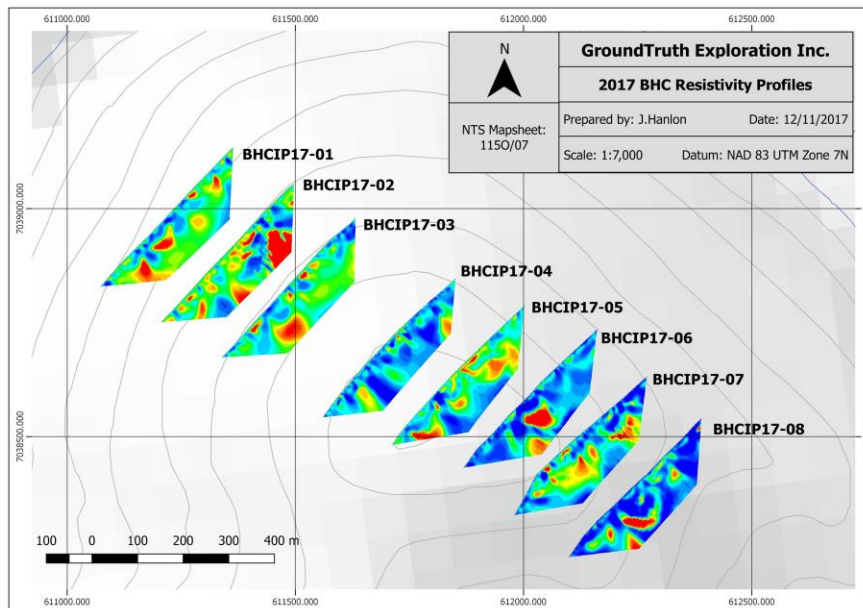 611000.000
611500.000
612000.000
612500.000
N
NTS Mapsheet:
115O/07
GroundTruth Exploration Inc.
2017 BHC Resistivity Profiles
Prepared by: J.Hanlon Date: 12/11/2017
Scale: 1:7,000 Datum: NAD 83 UTM Zone 7N
BHCIP17-01
BHCIP17-02
BHCIP17-03
BHCIP17-04
BHCIP17-05
BHCIP17-06
BHCIP17-07
BHCIP17-08
7039000.000
7038500.000
100 0 100 200 300 400 m
611000.000
611500.000
612000.000
612500.000